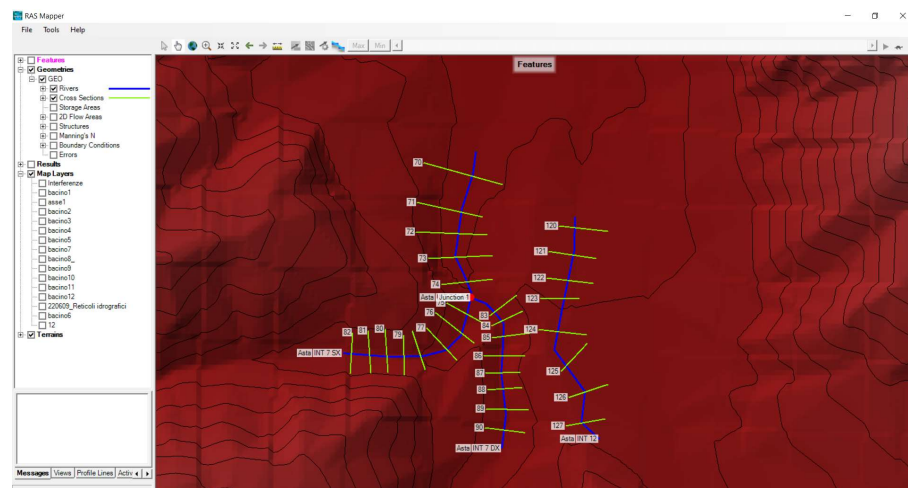 RAS Mapper
File Tools Help
Max Min
Features
Geometries
GEO
Rivers
Cross Sections
Storage Areas
2D Flow Areas
Structures
Manning's N
Boundary Conditions
Errors
Results
Map Layers
Interferenze
bacino1
asse1
bacino2
bacino3
bacino4
bacino5
bacino7
bacino8_
bacino9
bacino10
bacino11
bacino12
220609_Reticoli idrografici
bacino6
12
Terrains
Messages Views Profile Lines Activ
Features
70
71
72
73
74
Asta Junction 1
75
76
77
79
80
81
82
Asta INT 7 SX
83
84
85
86
87
88
89
90
Asta INT 7 DX
120
121
122
123
124
125
126
127
Asta INT 12